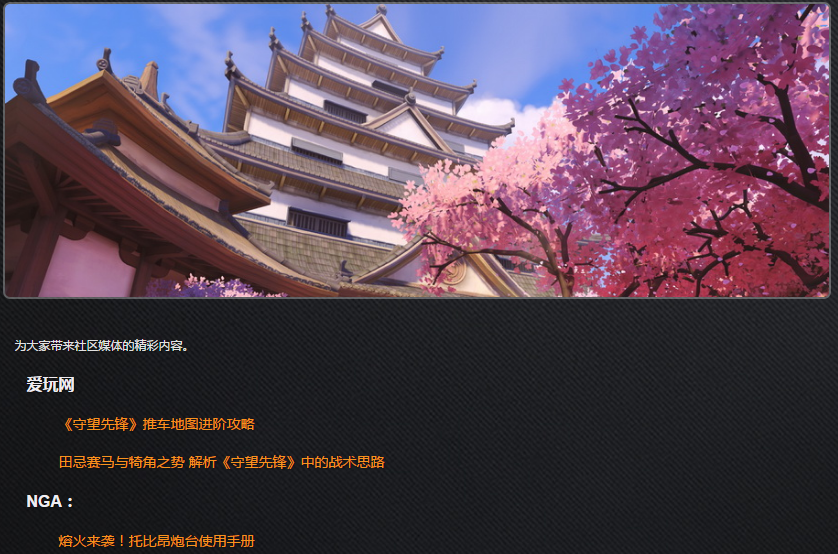 为大家带来社区媒体的精彩内容。
爱玩网
《守望先锋》推车地图进阶攻略
田忌赛马与犄角之势 解析《守望先锋》中的战术思路
NGA：
熔火来袭！托比昂炮台使用手册